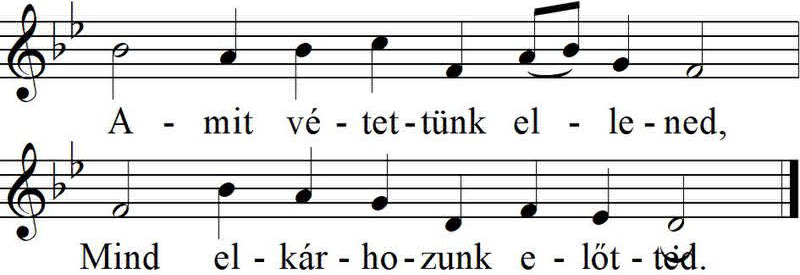 A - mit vé - tet - tünk el - le - ned,
Mind el - kár - ho - zunk e - lőt - ted.